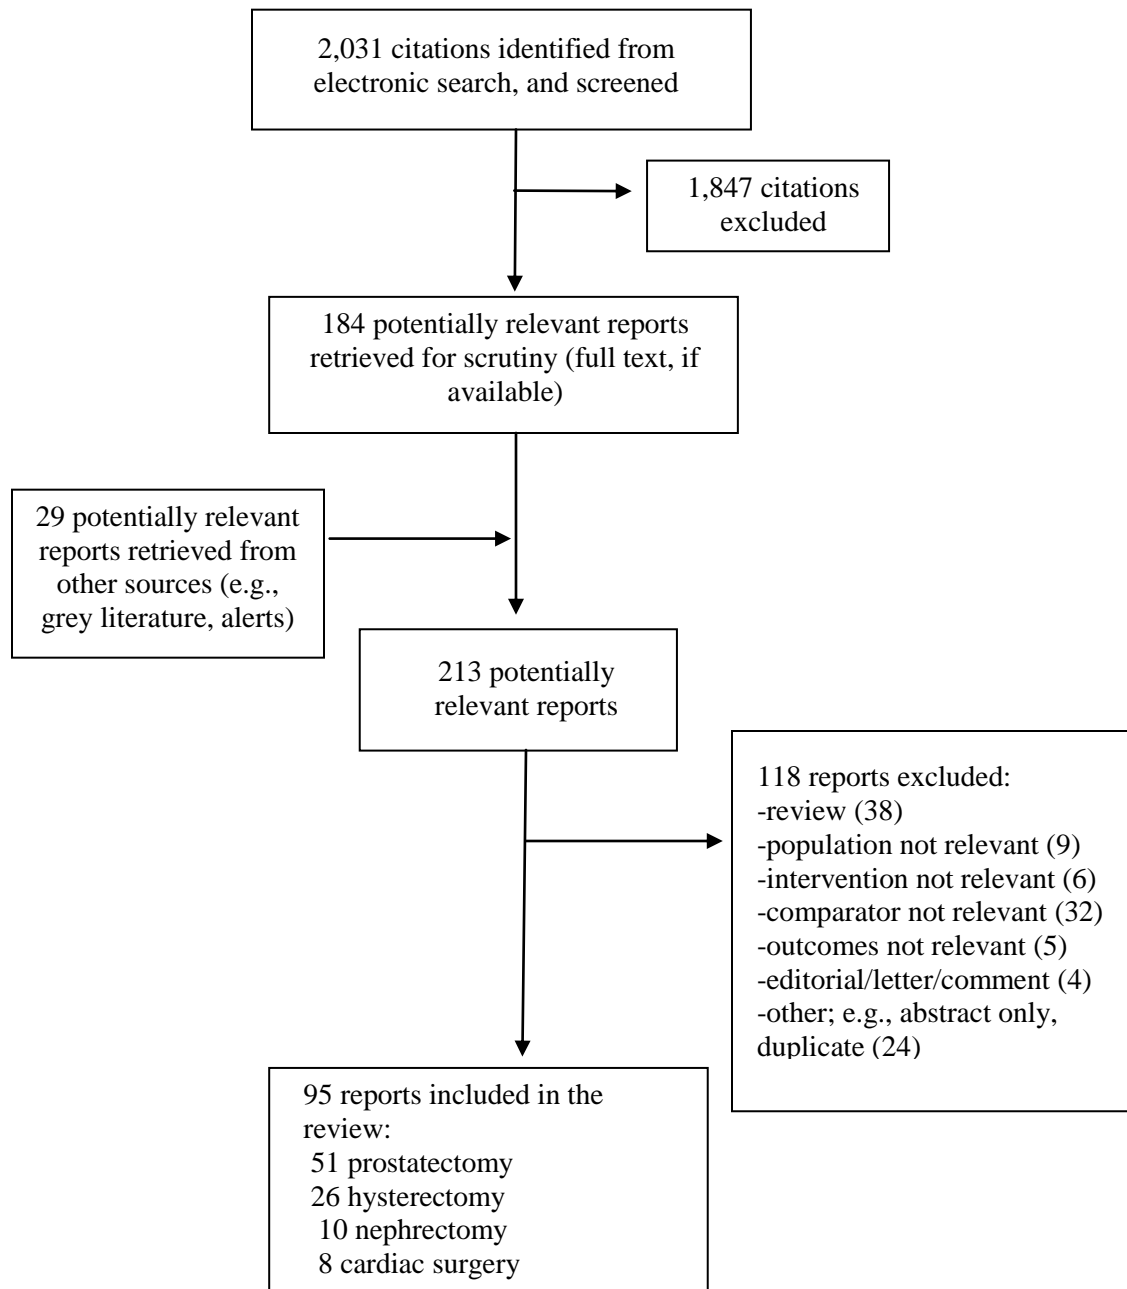 2,031 citations identified from
electronic search, and screened
1,847 citations
excluded
184 potentially relevant reports
retrieved for scrutiny (full text, if
available)
29 potentially relevant
reports retrieved from
other sources (e.g.,
grey literature, alerts)
213 potentially
relevant reports
118 reports excluded:
-review (38)
-population not relevant (9)
-intervention not relevant (6)
-comparator not relevant (32)
-outcomes not relevant (5)
-editorial/letter/comment (4)
-other; e.g., abstract only,
duplicate (24)
95 reports included in the
review:
51 prostatectomy
26 hysterectomy
10 nephrectomy
8 cardiac surgery